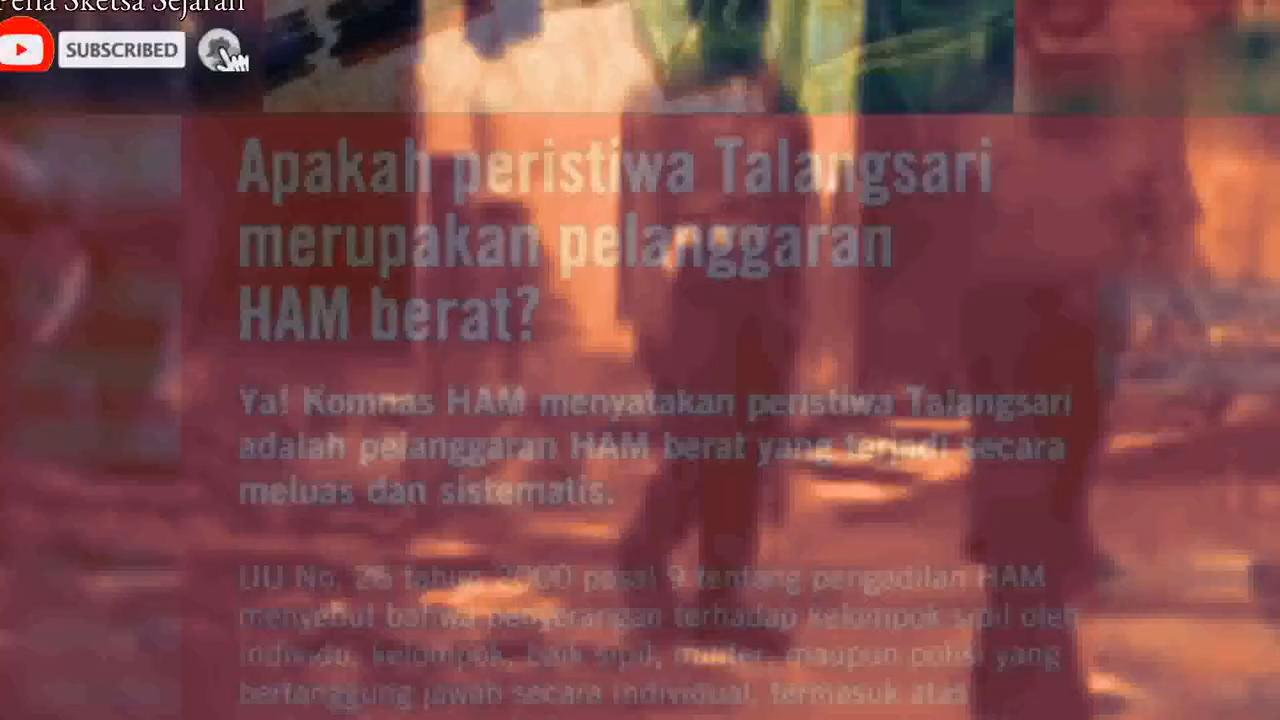 Pena Sketsa Sejarah
SUBSCRIBED
Apakah peristiwa Talangsari
merupakan pelanggaran
HAM berat?
Ya! Komnas HAM menyatakan peristiwa Talangsari
adalah pelanggaran HAM berat yang terjadi secara
meluas dan sistematis.
UU No. 26 tahun 2000 pasal 9 tentang pengadilan HAM
menyebut bahwa penyerangan terhadap kelompok sipil oleh
individu, kelompok, baik sipil, militer, maupun polisi yang
bertanggung jawab secara individual, termasuk atas